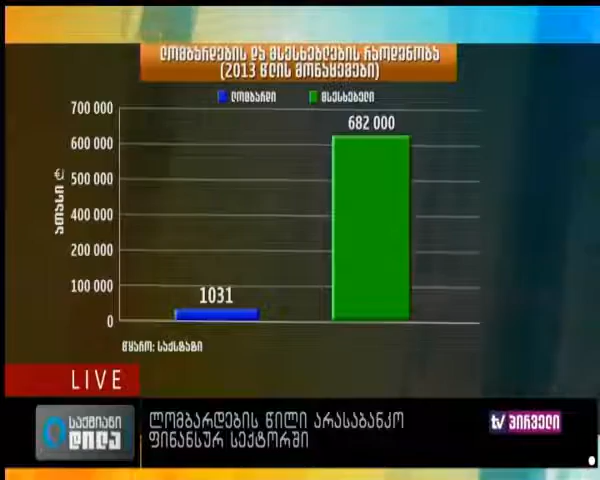 ლომბარდების და მსესხებლების რაოდენობა
(2013 წლის მონაცემები)
ლომბარდი
მსესხებელი
ათასი ₾
700 000
600 000
500 000
400 000
200 000
100 000
0
1031
682 000
წყარო: საქსტატი
LIVE
საქმიანი
დილა
ლომბარდების წილი არასაბანკო
ფინანსურ სექტორში
tv პირველი